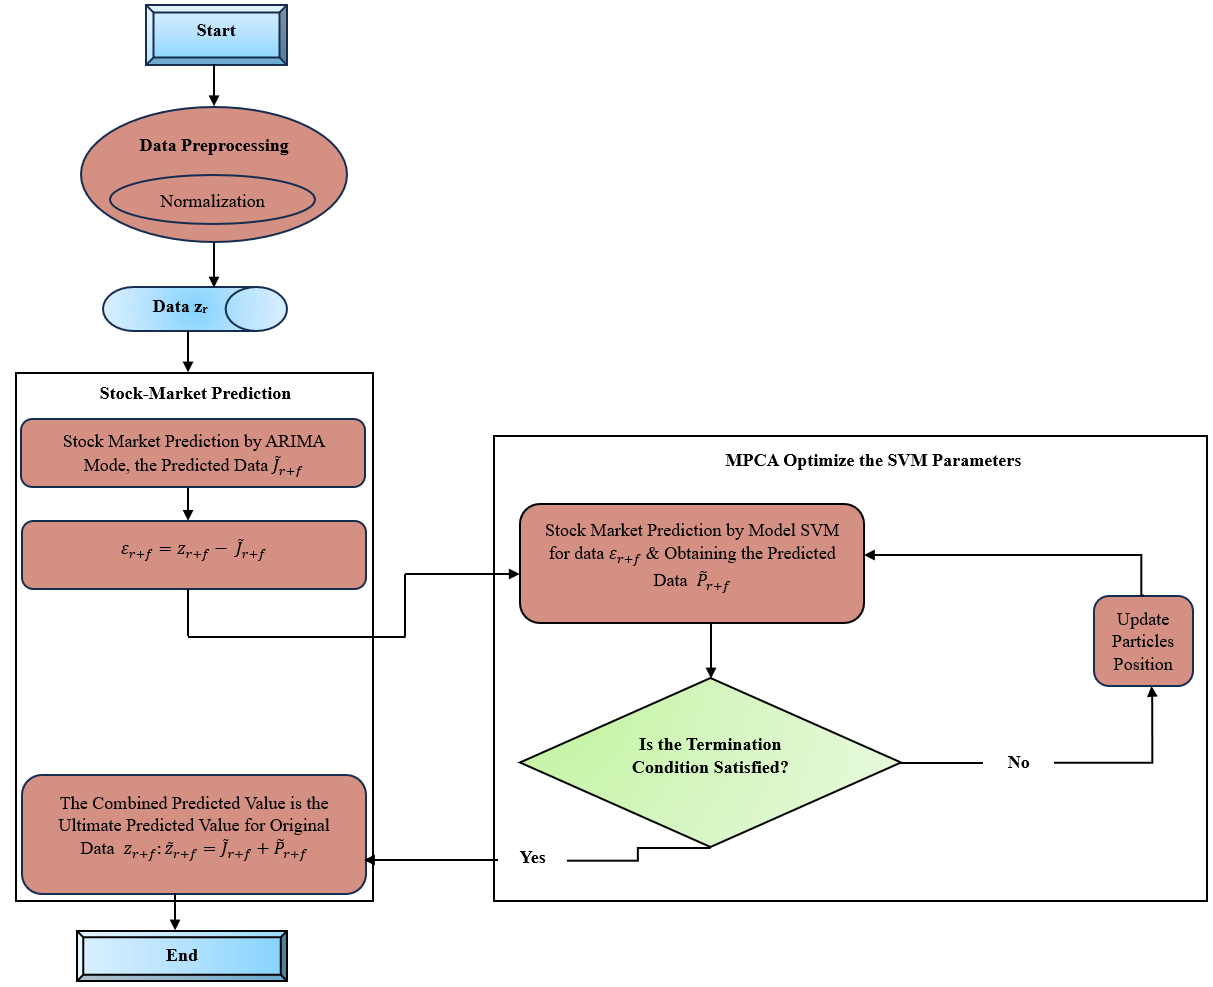 Start
Data Preprocessing
Normalization
Data zᵣ
Stock-Market Prediction
Stock Market Prediction by ARIMA
Mode, the Predicted Data J̃ᵣ₊f
εᵣ₊f = zᵣ₊f − J̃ᵣ₊f
MPCA Optimize the SVM Parameters
Stock Market Prediction by Model SVM
for data εᵣ₊f & Obtaining the Predicted
Data P̃ᵣ₊f
Update
Particles
Position
Is the Termination
Condition Satisfied?
No
Yes
The Combined Predicted Value is the
Ultimate Predicted Value for Original
Data zᵣ₊f: z̃ᵣ₊f = J̃ᵣ₊f + P̃ᵣ₊f
End